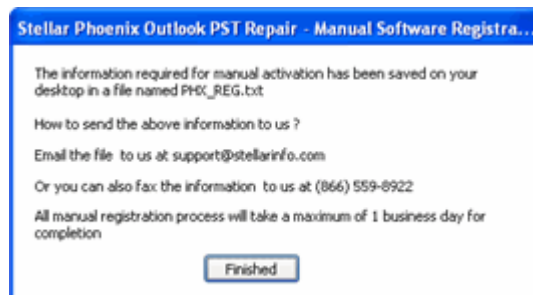 Stellar Phoenix Outlook PST Repair - Manual Software Registra...
The information required for manual activation has been saved on your
desktop in a file named PHX_REG.txt
How to send the above information to us ?
Email the file to us at support@stellarinfo.com
Or you can also fax the information to us at (866) 559-8922
All manual registration process will take a maximum of 1 business day for
completion
Finished